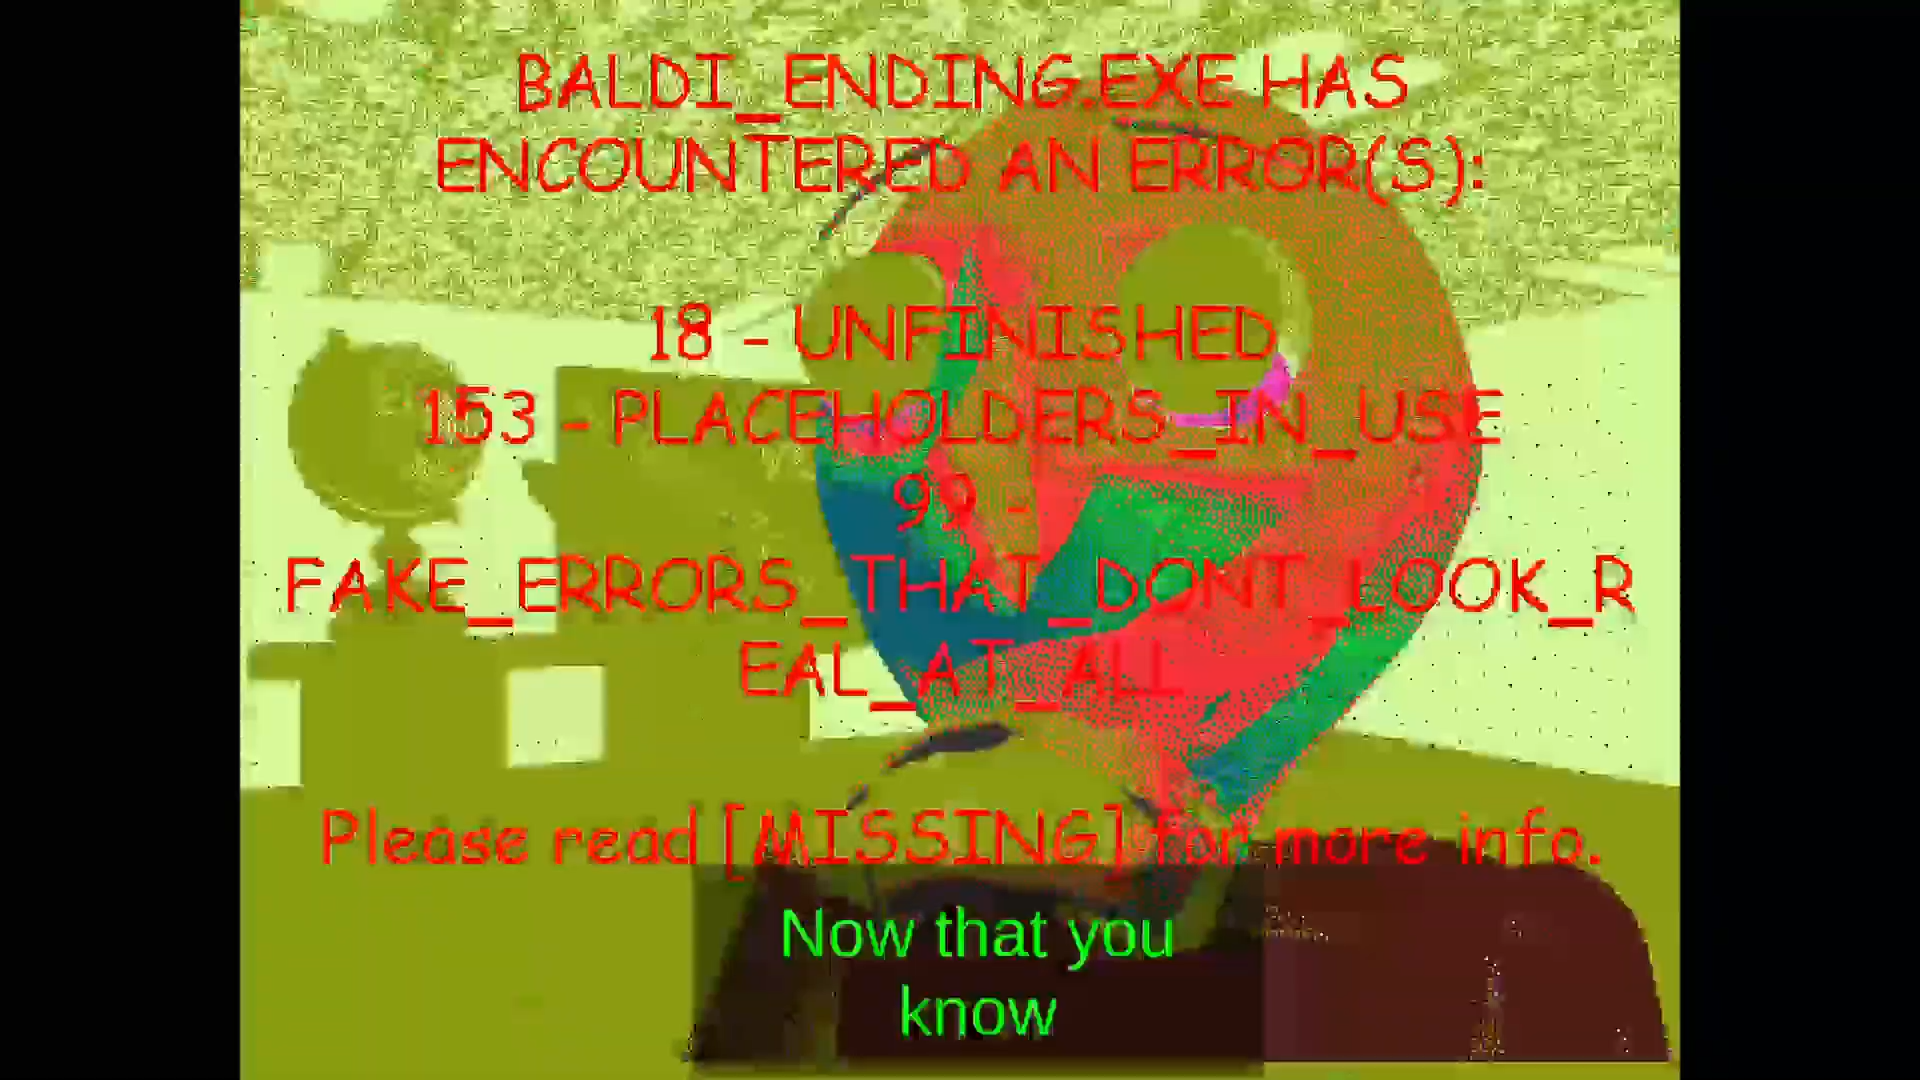 BALDI_ENDING.EXE HAS
ENCOUNTERED AN ERROR(S):
18 - UNFINISHED
153 - PLACEHOLDERS_IN_USE
99 -
FAKE_ERRORS_THAT_DONT_LOOK_R
EAL_AT_ALL
Please read [MISSING] for more info.
Now that you
know